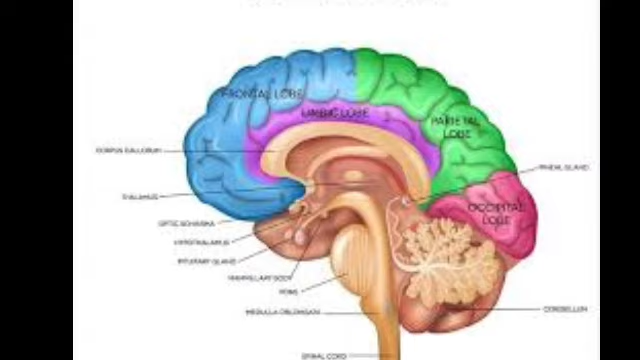 FRONTAL LOBE
LIMBIC LOBE
PARIETAL
LOBE
CORPUS CALLOSUM
PINEAL GLAND
THALAMUS
OCCIPITAL
LOBE
OPTIC CHIASMA
HYPOTHALAMUS
PITUITARY GLAND
MAMMILLARY BODY
PONS
MEDULLA OBLONGATA
CEREBELLUM
SPINAL CORD